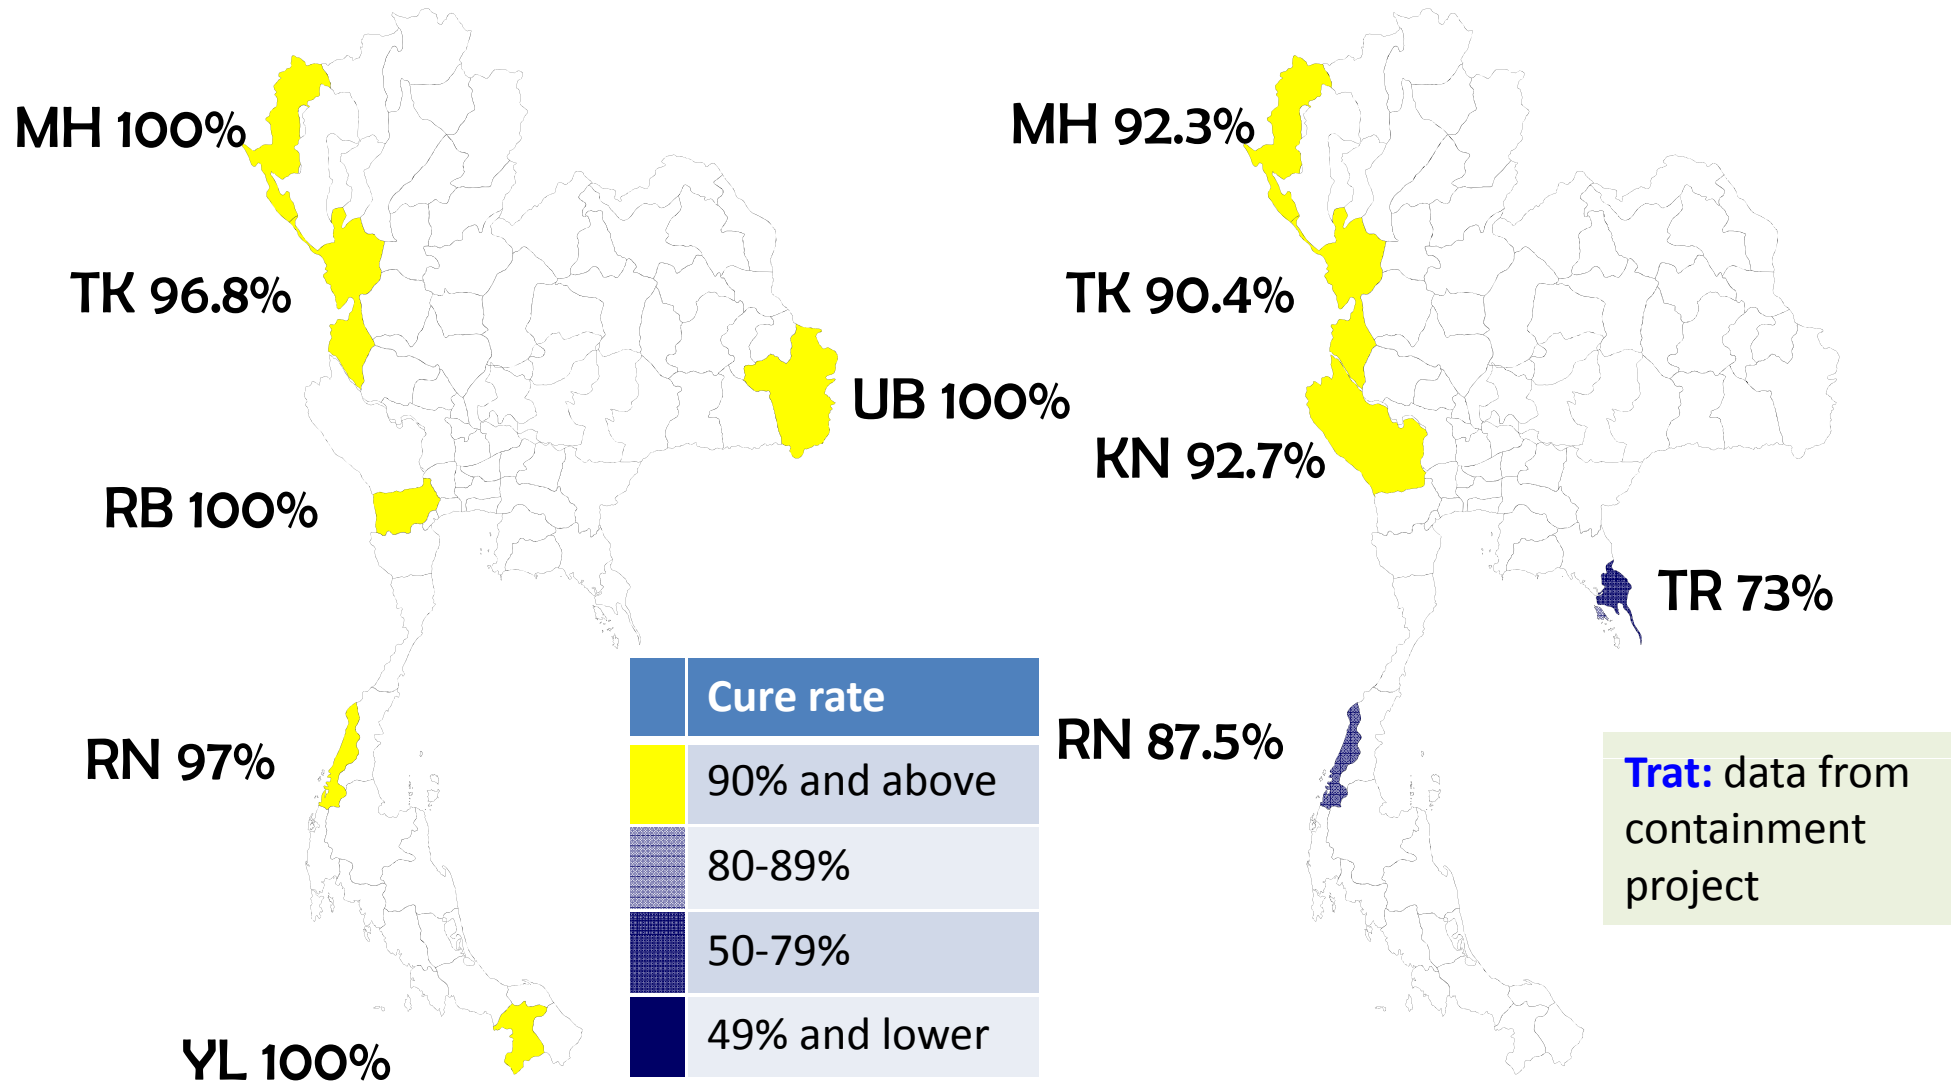 MH 100%
TK 96.8%
UB 100%
RB 100%
RN 97%
YL 100%
Cure rate
90% and above
80-89%
50-79%
49% and lower
MH 92.3%
TK 90.4%
KN 92.7%
TR 73%
RN 87.5%
Trat: data from
containment
project